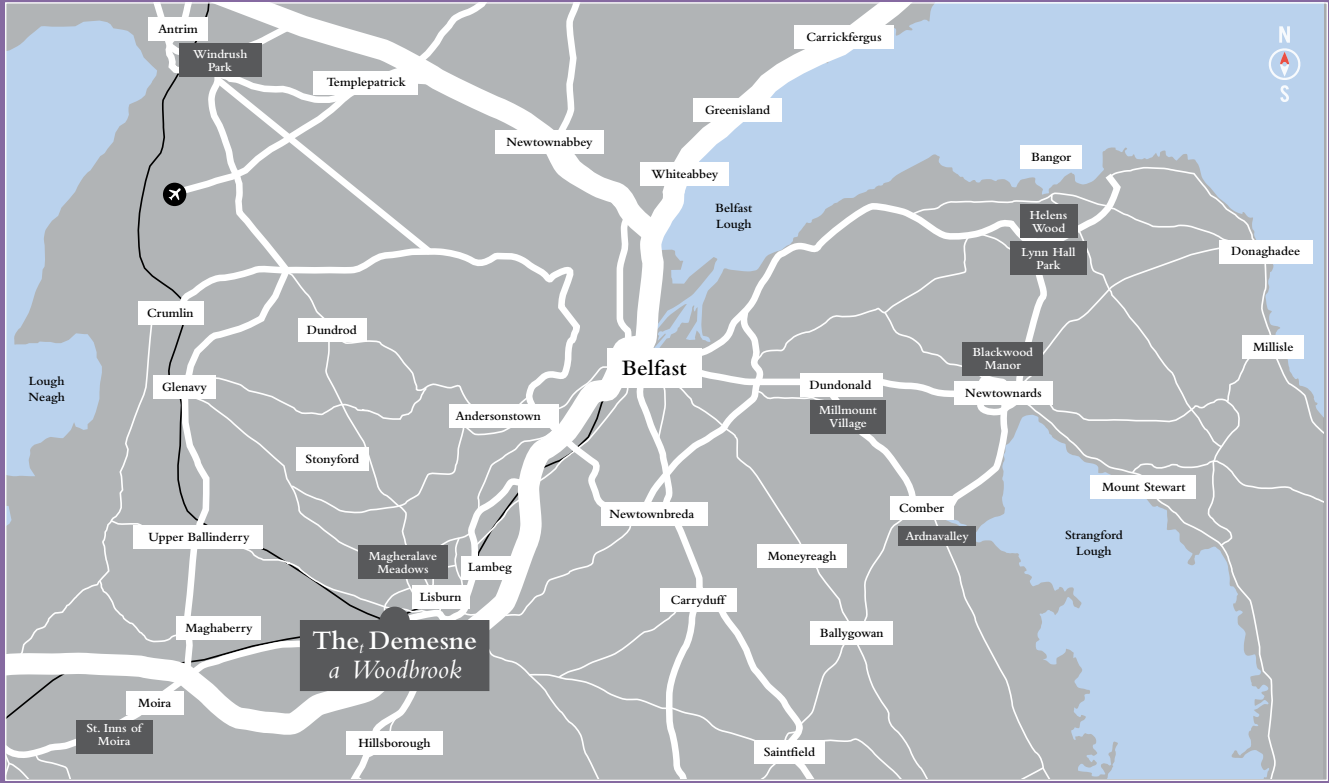 Antrim
Windrush
Park
Templepatrick
Carrickfergus
N
S
Greenisland
Newtownabbey
Whiteabbey
Bangor
Belfast
Lough
Helens
Wood
Lynn Hall
Park
Donaghadee
Crumlin
Dundrod
Millisle
Blackwood
Manor
Belfast
Lough
Neagh
Glenavy
Dundonald
Newtownards
Millmount
Village
Andersonstown
Stonyford
Mount Stewart
Comber
Ardnavalley
Newtownbreda
Upper Ballinderry
Strangford
Lough
Magheralave
Meadows
Lambeg
Moneyreagh
Lisburn
Carryduff
Maghaberry
Ballygowan
The, Demesne
a Woodbrook
Moira
St. Inns of
Moira
Hillsborough
Saintfield